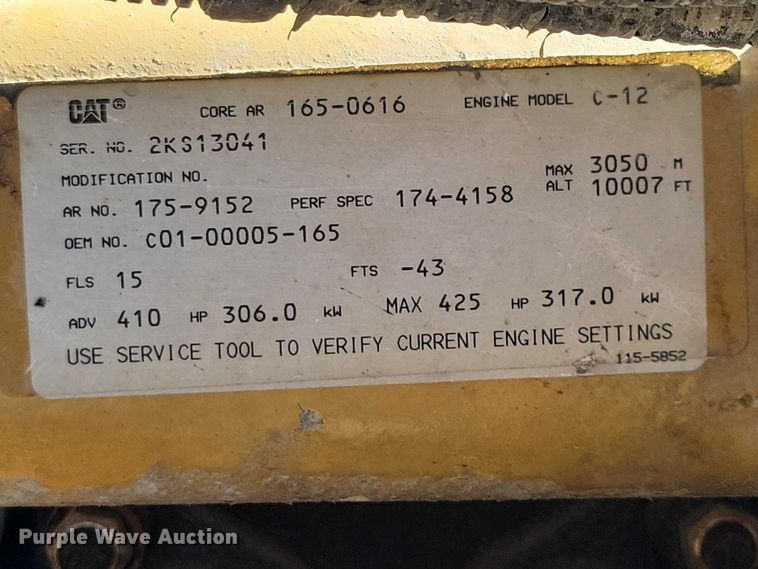 CAT® CORE AR 165-0616 ENGINE MODEL C-12
SER. NO. 2KS13041
MODIFICATION NO. MAX ALT 3050 M 10007 FT
AR NO. 175-9152 PERF SPEC 174-4158
OEM NO. C01-00005-165
FLS 15 FTS -43
ADV 410 HP 306.0 kW MAX 425 HP 317.0 kW
USE SERVICE TOOL TO VERIFY CURRENT ENGINE SETTINGS
115-5852
Purple Wave Auction